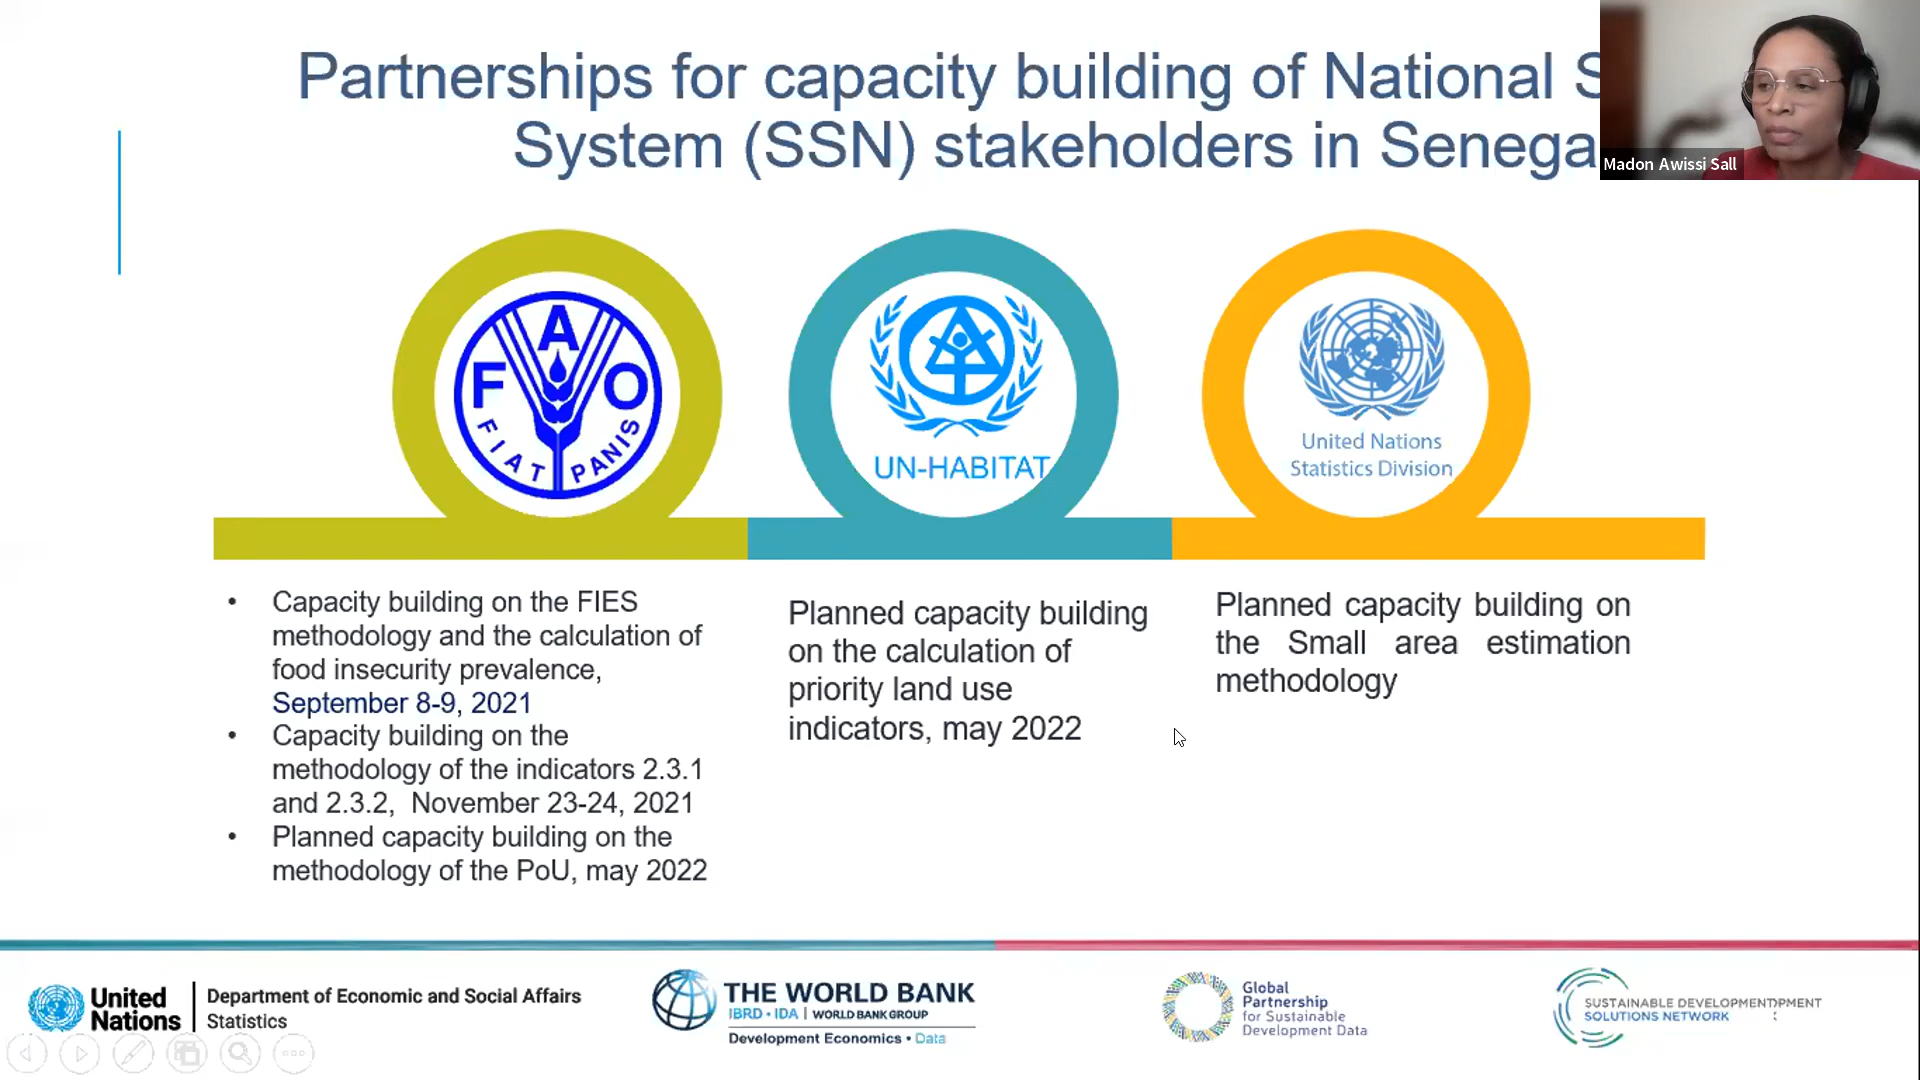 Partnerships for capacity building of National S
System (SSN) stakeholders in Senega
Madon Awissi Sall
F A O
FIAT PANIS
UN-HABITAT
United Nations
Statistics Division
• Capacity building on the FIES
methodology and the calculation of
food insecurity prevalence,
September 8-9, 2021
• Capacity building on the
methodology of the indicators 2.3.1
and 2.3.2, November 23-24, 2021
• Planned capacity building on the
methodology of the PoU, may 2022
Planned capacity building
on the calculation of
priority land use
indicators, may 2022
Planned capacity building on
the Small area estimation
methodology
United
Nations
Department of Economic and Social Affairs
Statistics
THE WORLD BANK
IBRD • IDA | WORLD BANK GROUP
Development Economics • Data
Global
Partnership
for Sustainable
Development Data
SUSTAINABLE DEVELOPMENT
SOLUTIONS NETWORK